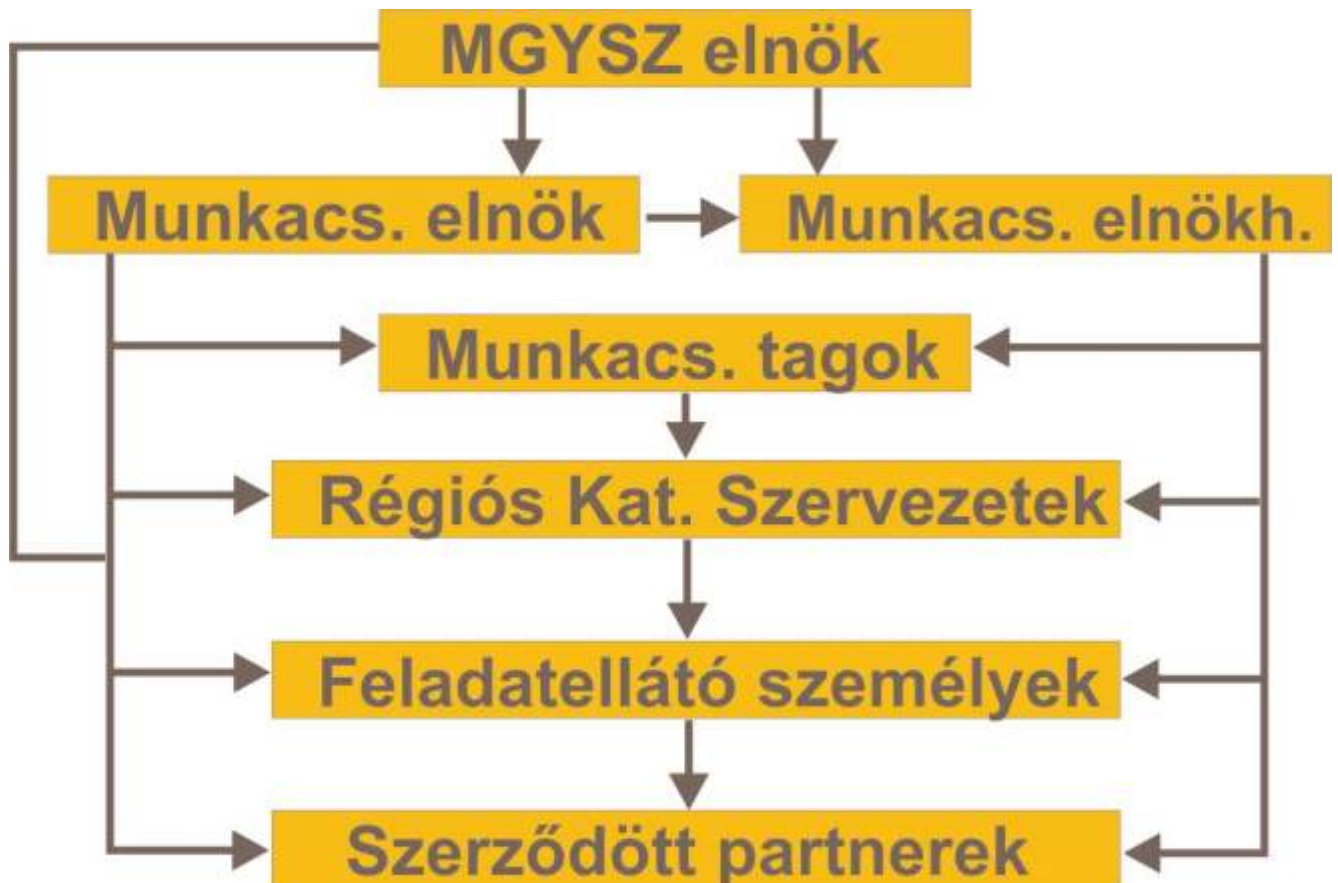 MGYSZ elnök
Munkacs. elnök
Munkacs. elnökh.
Munkacs. tagok
Régiós Kat. Szervezetek
Feladatellátó személyek
Szerződött partnerek